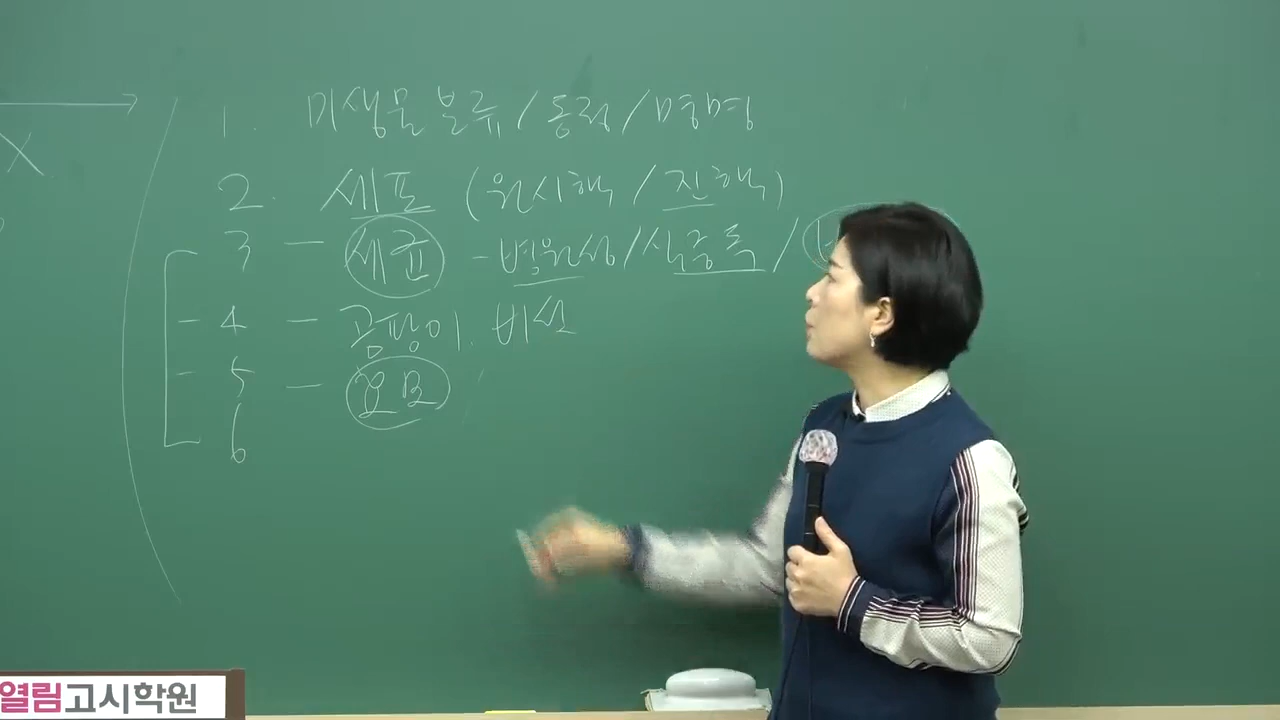 X
1. 미생물 분류/동정/명명
2. 세포 (원시핵/진핵)
3 - 세균 - 병원성/식중독/
4 - 곰팡이. 버섯
5 - 효모
6
열림고시학원